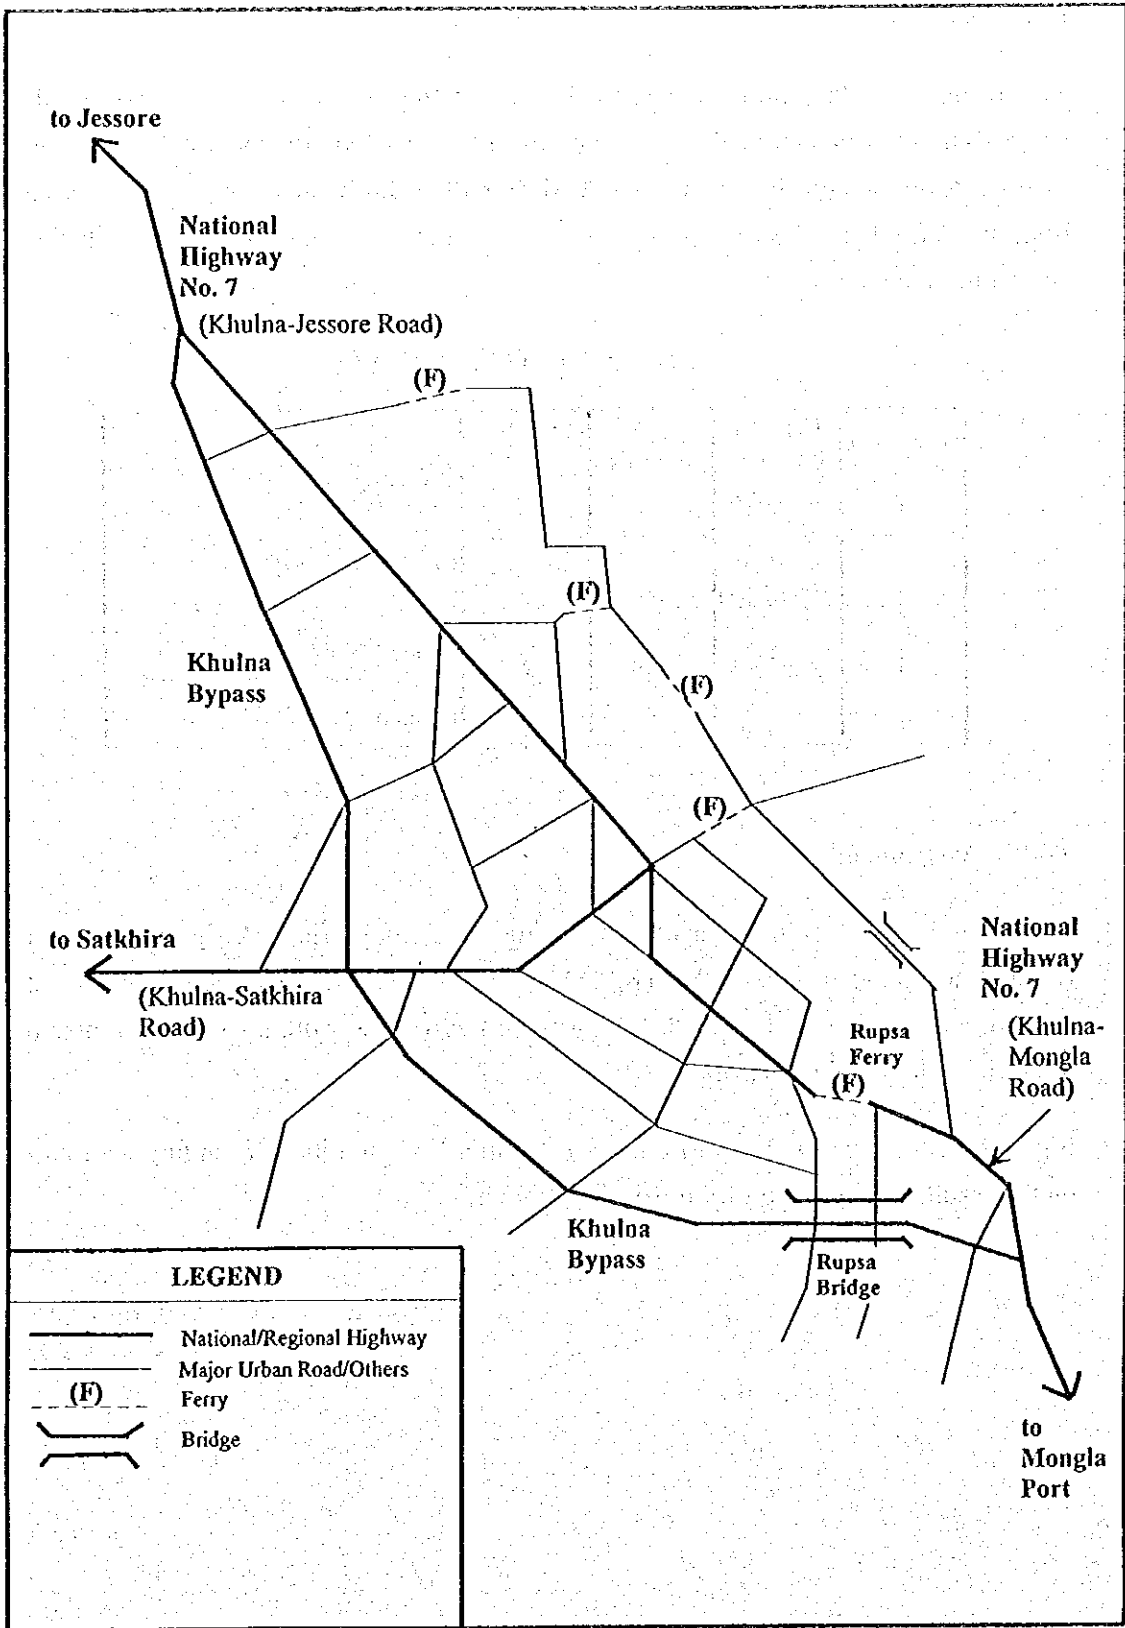 to Jessore
National
Highway
No. 7
(Khulna-Jessore Road)
(F)
(F)
Khulna
Bypass
(F)
(F)
to Satkhira
(Khulna-Satkhira
Road)
National
Highway
No. 7
(Khulna-
Mongla
Road)
Rupsa
Ferry
(F)
Khulna
Bypass
Rupsa
Bridge
to
Mongla
Port
LEGEND
National/Regional Highway
Major Urban Road/Others
(F)
Ferry
Bridge